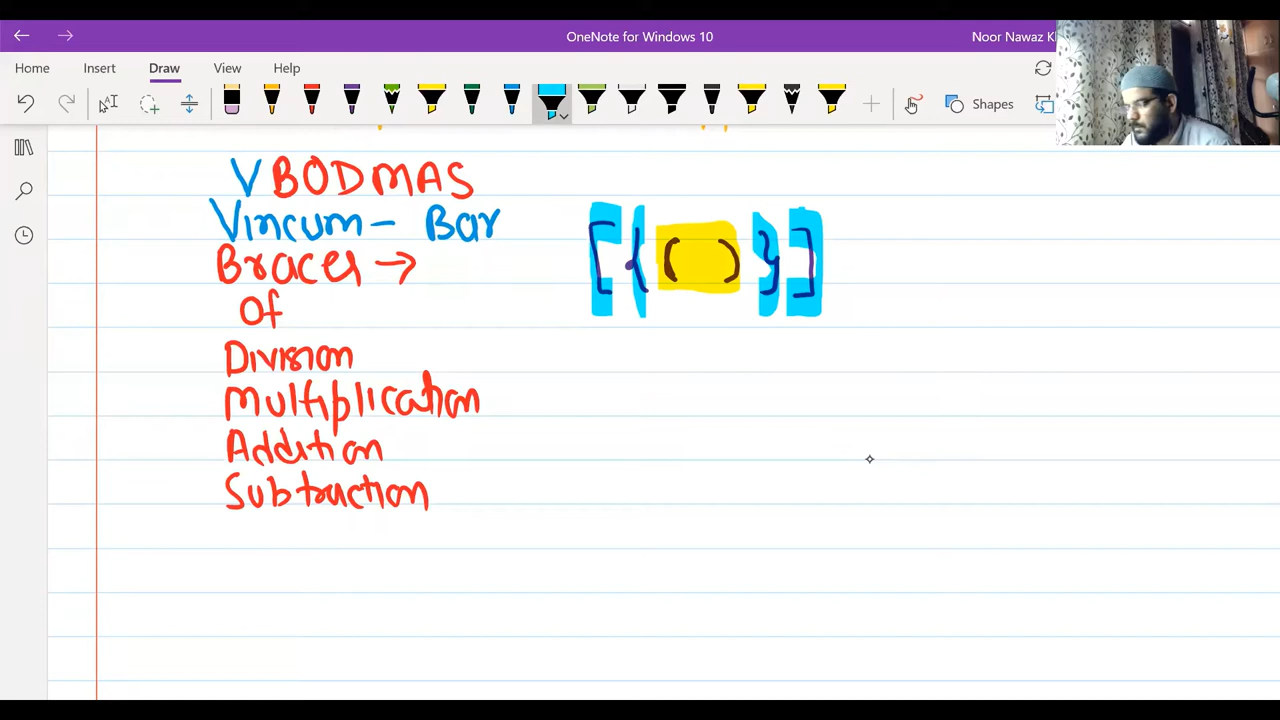 OneNote for Windows 10
Noor Nawaz K
Home Insert Draw View Help
Shapes
VBODMAS
Vincum - Bar
Braces → [{( )}]
Of
Division
Multiplication
Addition
Subtraction